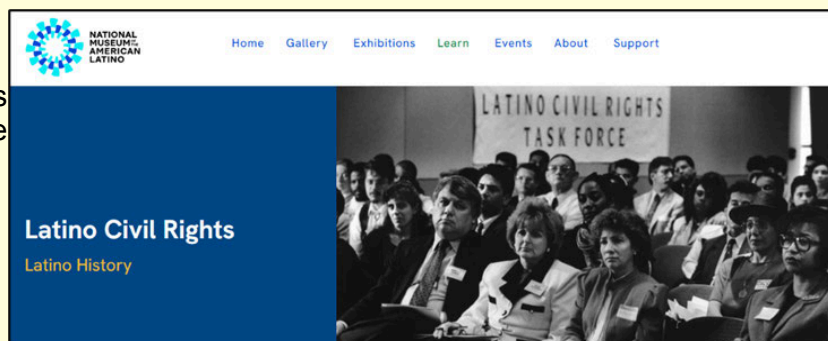 NATIONAL
MUSEUM OF THE
AMERICAN
LATINO
Home Gallery Exhibitions Learn Events About Support
s
e
LATINO CIVIL RIGHTS
TASK FORCE
Latino Civil Rights
Latino History